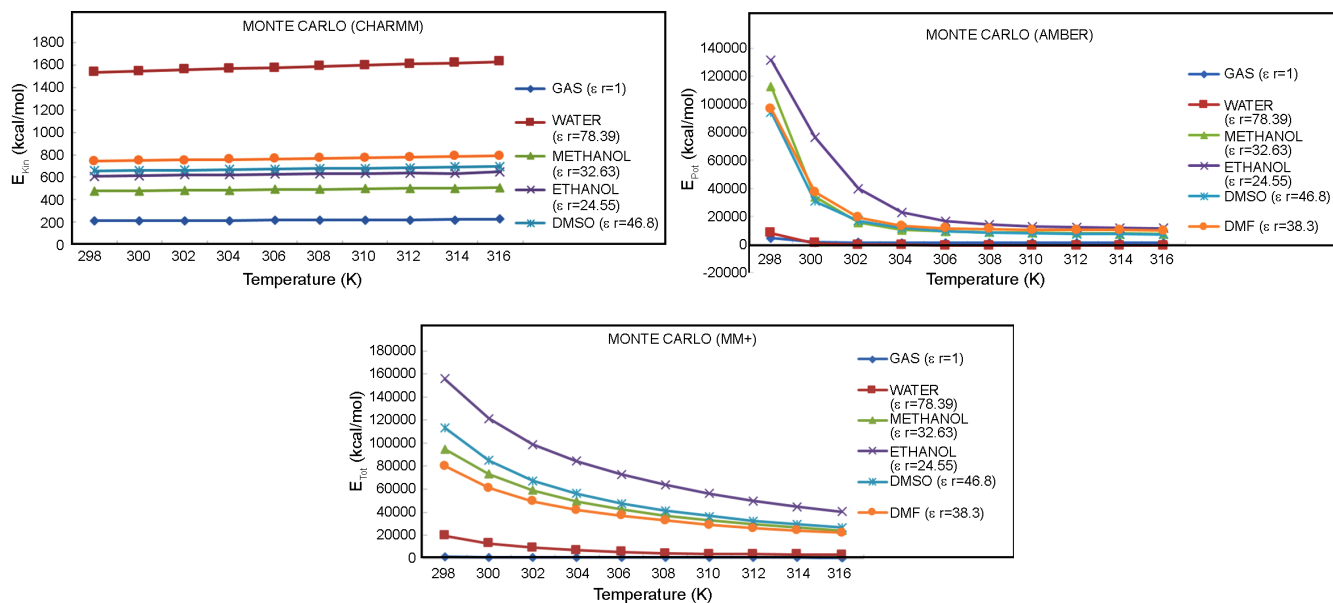 MONTE CARLO (CHARMM)
E Kin (kcal/mol)
1800
1600
1400
1200
1000
800
600
400
200
0
298 300 302 304 306 308 310 312 314 316
Temperature (K)
GAS (ε r=1)
WATER
(ε r=78.39)
METHANOL
(ε r=32.63)
ETHANOL
(ε r=24.55)
DMSO (ε r=46.8)
MONTE CARLO (AMBER)
E Pot (kcal/mol)
140000
120000
100000
80000
60000
40000
20000
0
-20000
298 300 302 304 306 308 310 312 314 316
Temperature (K)
GAS (ε r=1)
WATER
(ε r=78.39)
METHANOL
(ε r=32.63)
ETHANOL
(ε r=24.55)
DMSO (ε r=46.8)
DMF (ε r=38.3)
MONTE CARLO (MM+)
E Tot (kcal/mol)
180000
160000
140000
120000
100000
80000
60000
40000
20000
0
298 300 302 304 306 308 310 312 314 316
Temperature (K)
GAS (ε r=1)
WATER
(ε r=78.39)
METHANOL
(ε r=32.63)
ETHANOL
(ε r=24.55)
DMSO (ε r=46.8)
DMF (ε r=38.3)